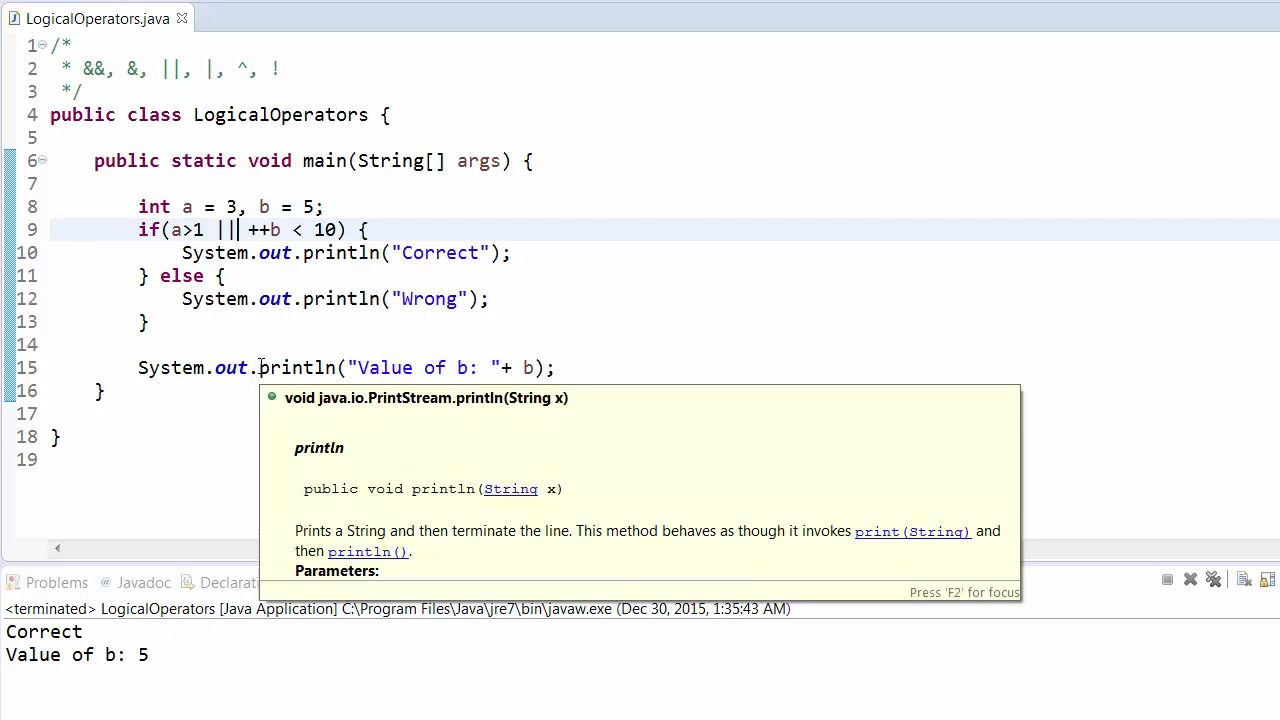 LogicalOperators.java
1 /*
2  * &&, &, ||, |, ^, !
3  */
4 public class LogicalOperators {
5
6     public static void main(String[] args) {
7
8         int a = 3, b = 5;
9         if(a>1 || ++b < 10) {
10             System.out.println("Correct");
11         } else {
12             System.out.println("Wrong");
13         }
14
15         System.out.println("Value of b: "+ b);
16     }
17
18 }
19
void java.io.PrintStream.println(String x)
println
public void println(String x)
Prints a String and then terminate the line. This method behaves as though it invokes print(String) and
then println().
Parameters:
Press 'F2' for focus
Problems @ Javadoc Declarati
<terminated> LogicalOperators [Java Application] C:\Program Files\Java\jre7\bin\javaw.exe (Dec 30, 2015, 1:35:43 AM)
Correct
Value of b: 5